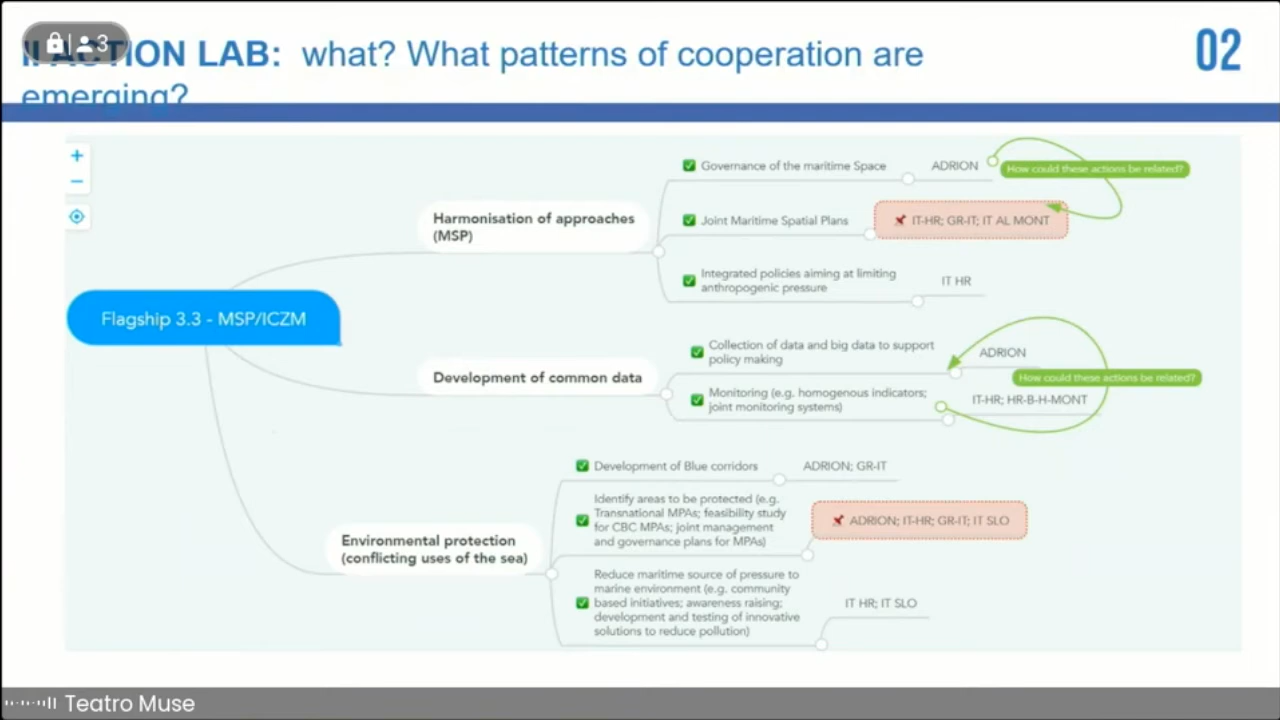 3
II ACTION LAB: what? What patterns of cooperation are
emerging?
02
Governance of the maritime Space
ADRION
How could these actions be related?
Harmonisation of approaches
(MSP)
Joint Maritime Spatial Plans
IT-HR; GR-IT; IT AL MONT
Integrated policies aiming at limiting
anthropogenic pressure
IT HR
Flagship 3.3 - MSP/ICZM
Collection of data and big data to support
policy making
ADRION
How could these actions be related?
Development of common data
Monitoring (e.g. homogenous indicators;
joint monitoring systems)
IT-HR; HR-B-H-MONT
Development of Blue corridors
ADRION; GR-IT
Identify areas to be protected (e.g.
Transnational MPAs; feasibility study
for CBC MPAs; joint management
and governance plans for MPAs)
ADRION; IT-HR; GR-IT; IT SLO
Environmental protection
(conflicting uses of the sea)
Reduce maritime source of pressure to
marine environment (e.g. community
based initiatives; awareness raising;
development and testing of innovative
solutions to reduce pollution)
IT HR; IT SLO
Teatro Muse